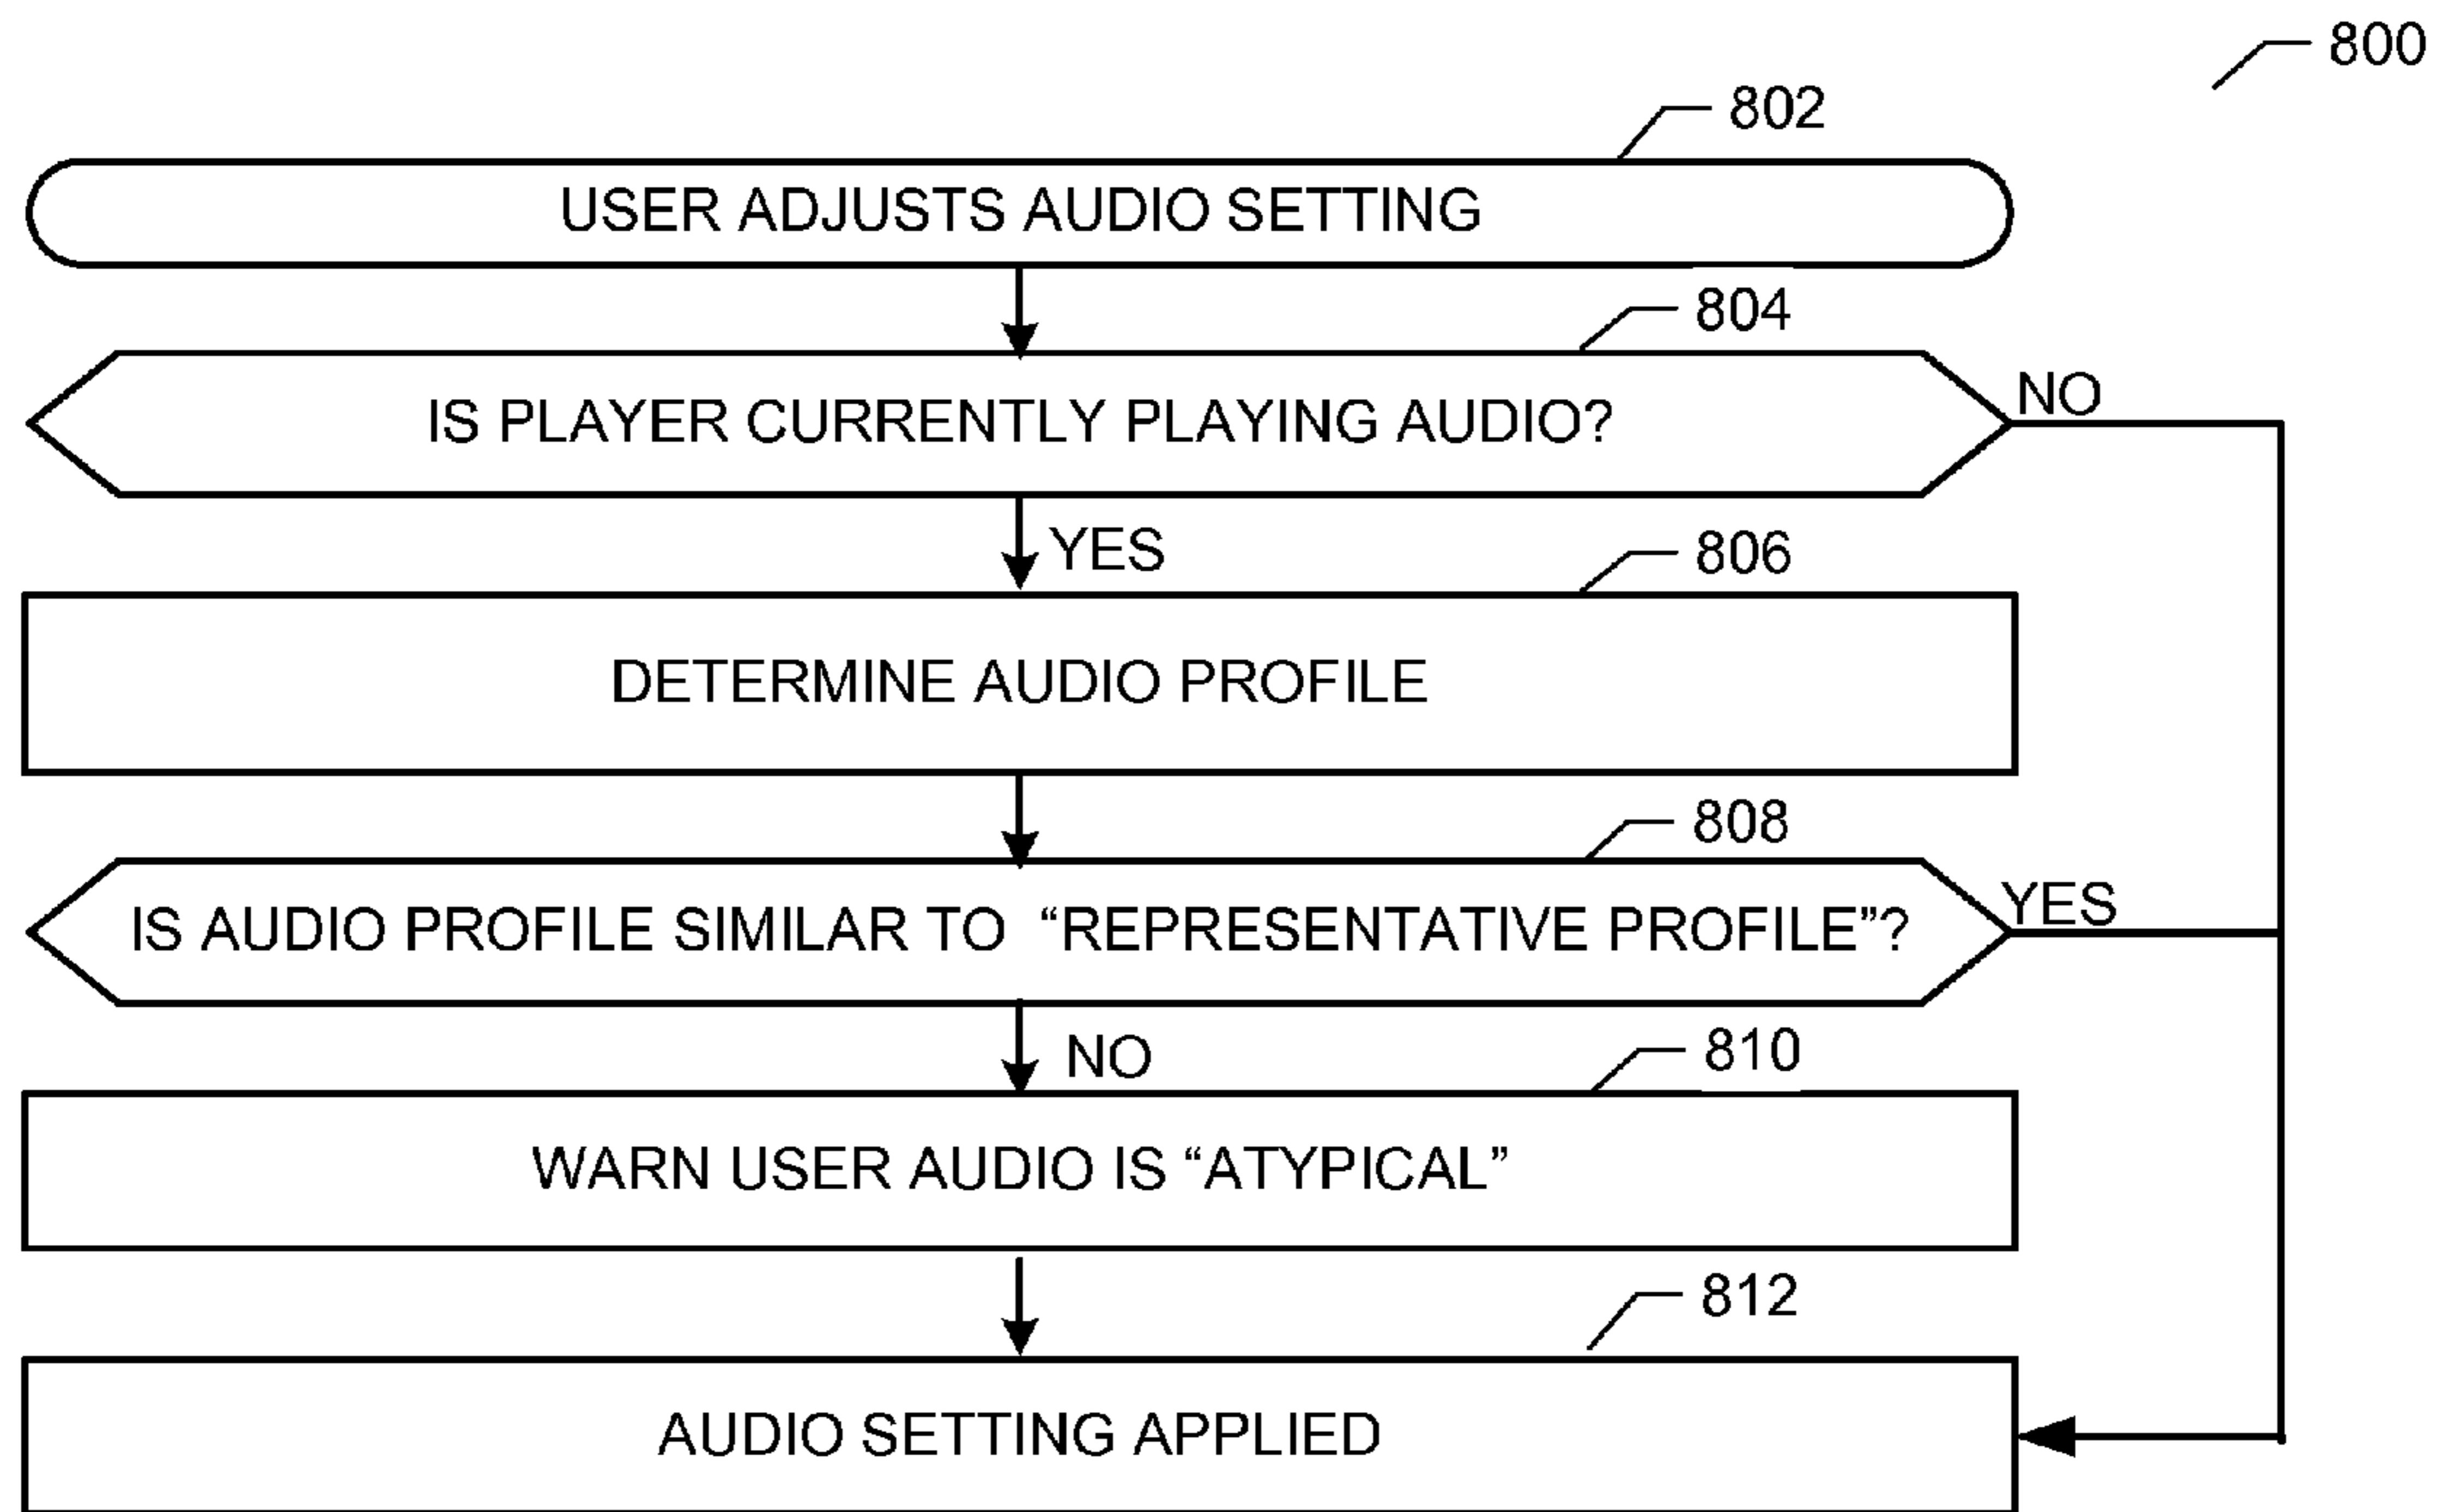 800
802
USER ADJUSTS AUDIO SETTING
804
IS PLAYER CURRENTLY PLAYING AUDIO?
NO
YES
806
DETERMINE AUDIO PROFILE
808
IS AUDIO PROFILE SIMILAR TO “REPRESENTATIVE PROFILE”?
YES
NO
810
WARN USER AUDIO IS “ATYPICAL”
812
AUDIO SETTING APPLIED